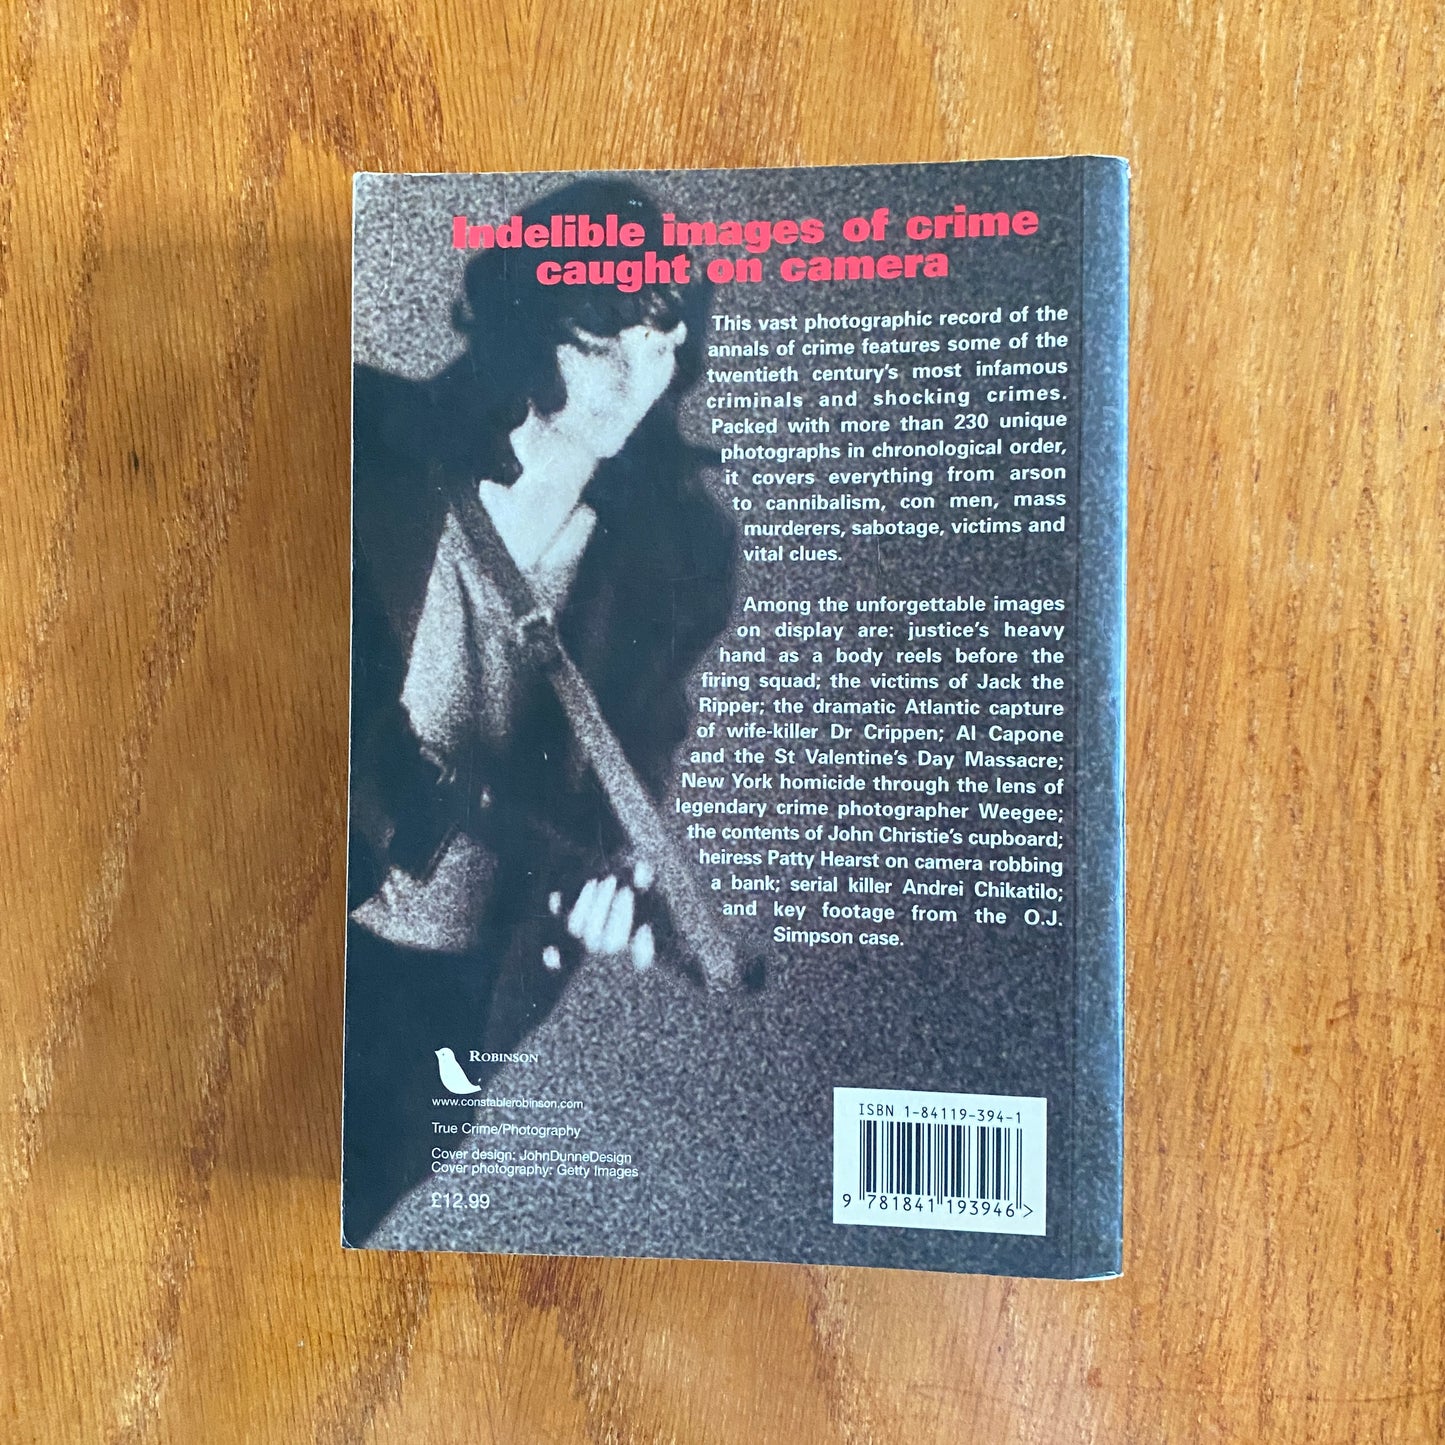 Indelible images of crime
caught on camera
This vast photographic record of the
annals of crime features some of the
twentieth century's most infamous
criminals and shocking crimes.
Packed with more than 230 unique
photographs in chronological order,
it covers everything from arson
to cannibalism, con men, mass
murderers, sabotage, victims and
vital clues.
Among the unforgettable images
on display are: justice's heavy
hand as a body reels before the
firing squad; the victims of Jack the
Ripper; the dramatic Atlantic capture
of wife-killer Dr Crippen; Al Capone
and the St Valentine's Day Massacre;
New York homicide through the lens of
legendary crime photographer Weegee;
the contents of John Christie's cupboard;
heiress Patty Hearst on camera robbing
a bank; serial killer Andrei Chikatilo;
and key footage from the O.J.
Simpson case.
ROBINSON
www.constablerobinson.com
True Crime/Photography
Cover design: JohnDunneDesign
Cover photography: Getty Images
£12.99
ISBN 1-84119-394-1
9 781841 193946 >